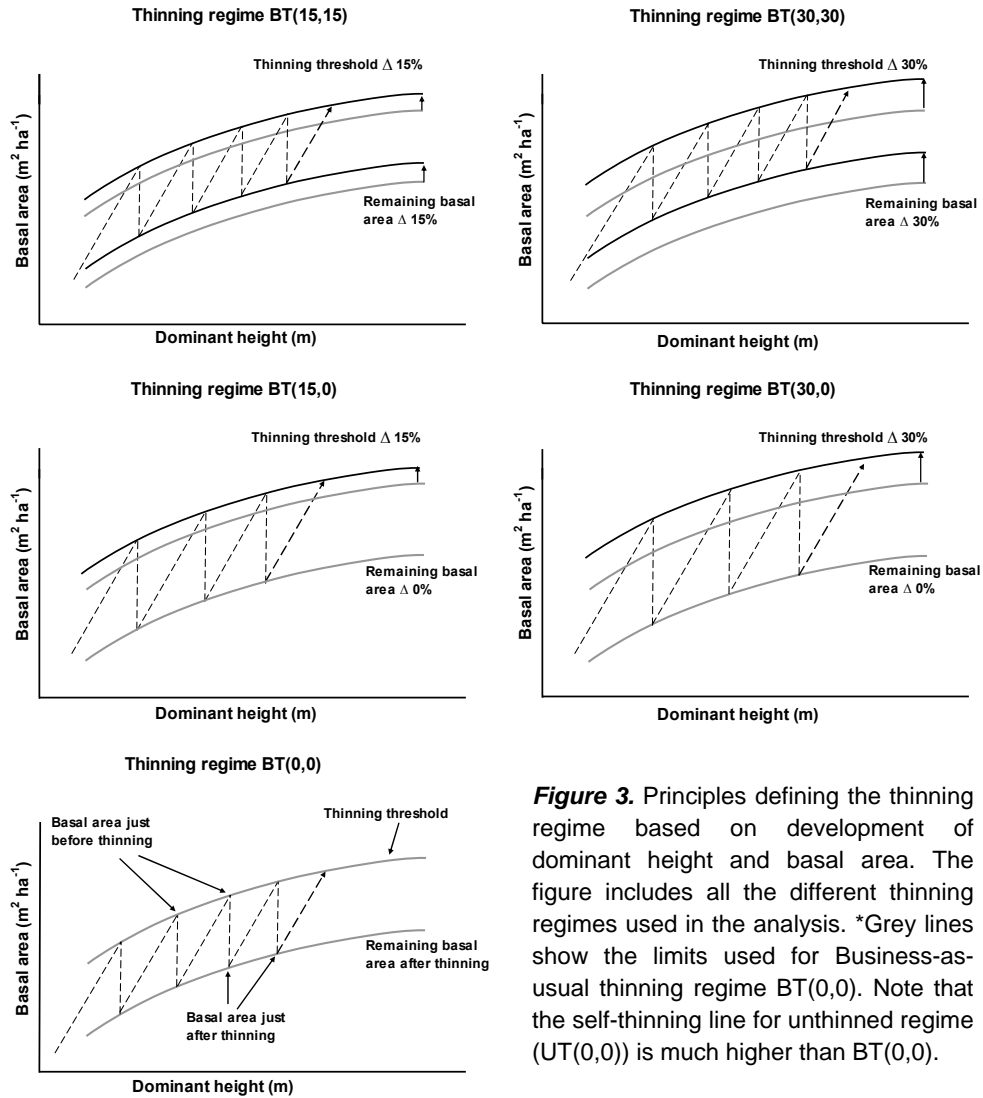 Thinning regime BT(15,15)
Thinning threshold Δ 15%
Basal area (m² ha⁻¹)
Remaining basal
area Δ 15%
Dominant height (m)
Thinning regime BT(30,30)
Thinning threshold Δ 30%
Basal area (m² ha⁻¹)
Remaining basal
area Δ 30%
Dominant height (m)
Thinning regime BT(15,0)
Thinning threshold Δ 15%
Basal area (m² ha⁻¹)
Remaining basal
area Δ 0%
Dominant height (m)
Thinning regime BT(30,0)
Thinning threshold Δ 30%
Basal area (m² ha⁻¹)
Remaining basal
area Δ 0%
Dominant height (m)
Thinning regime BT(0,0)
Basal area just
before thinning
Thinning threshold
Basal area (m² ha⁻¹)
Remaining basal
area after thinning
Basal area just
after thinning
Dominant height (m)
Figure 3. Principles defining the thinning
regime based on development of
dominant height and basal area. The
figure includes all the different thinning
regimes used in the analysis. *Grey lines
show the limits used for Business-as-
usual thinning regime BT(0,0). Note that
the self-thinning line for unthinned regime
(UT(0,0)) is much higher than BT(0,0).